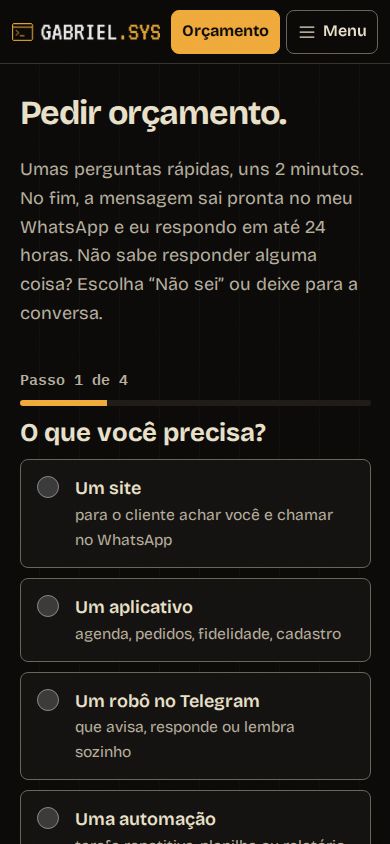 GABRIEL.SYS
Orçamento
Menu
Pedir orçamento.
Umas perguntas rápidas, uns 2 minutos.
No fim, a mensagem sai pronta no meu
WhatsApp e eu respondo em até 24
horas. Não sabe responder alguma
coisa? Escolha “Não sei” ou deixe para a
conversa.
Passo 1 de 4
O que você precisa?
Um site
para o cliente achar você e chamar
no WhatsApp
Um aplicativo
agenda, pedidos, fidelidade, cadastro
Um robô no Telegram
que avisa, responde ou lembra
sozinho
Uma automação